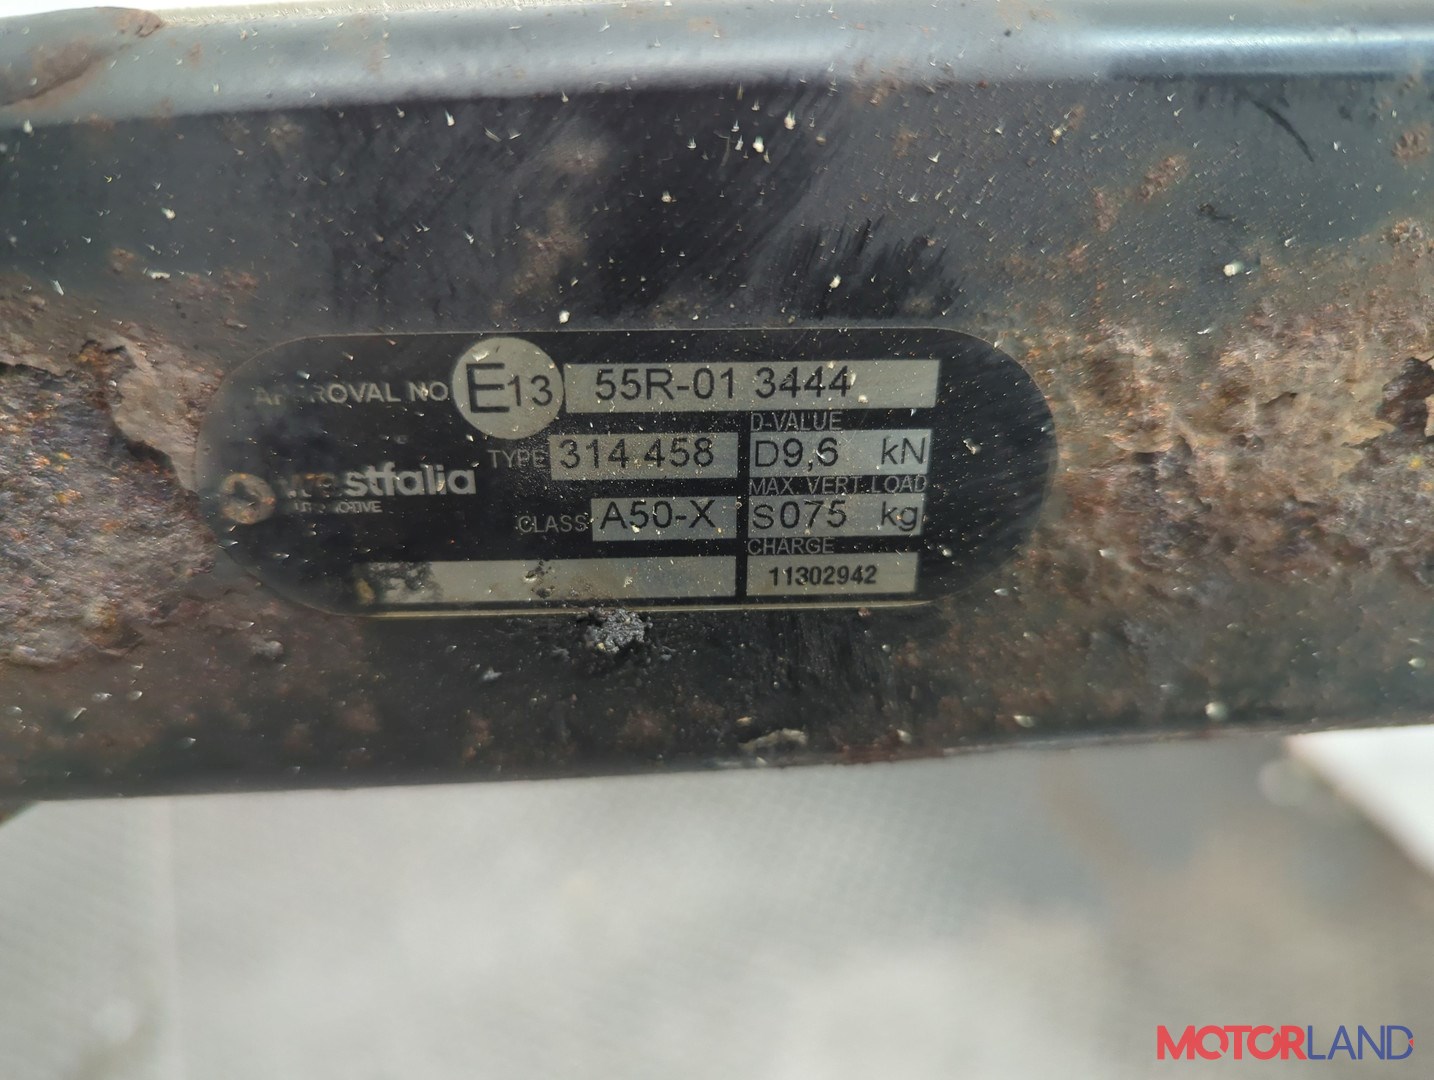 APPROVAL NO E13 55R-01 3444
D-VALUE
TYPE 314 458 D9,6 kN
westfalia
AUTOMOTIVE
MAX. VERT. LOAD
CLASS A50-X S075 kg
CHARGE
11302942
MOTORLAND